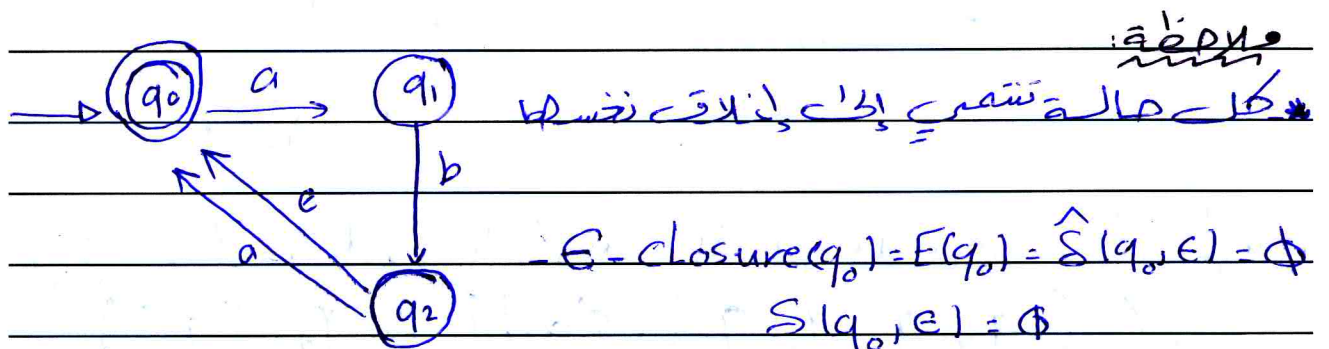 ملاحظة:
* كل حالة تنتمي إلى إغلاق نفسها
q0 a q1
b
e
a
- ϵ - closure(q0) = E(q0) = δ̂(q0, ϵ) = ϕ
q2
δ(q0, ϵ) = ϕ